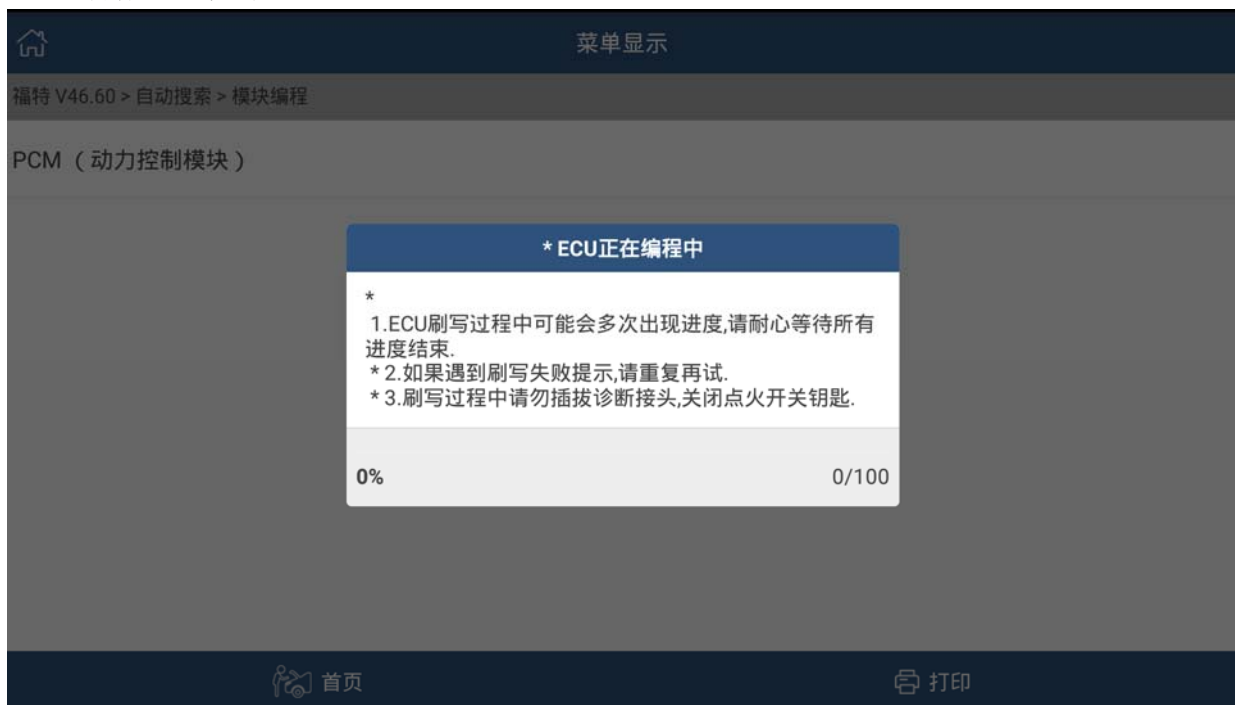 菜单显示
福特 V46.60 > 自动搜索 > 模块编程
PCM （动力控制模块）
* ECU正在编程中
*
1.ECU刷写过程中可能会多次出现进度,请耐心等待所有
进度结束.
* 2.如果遇到刷写失败提示,请重复再试.
* 3.刷写过程中请勿插拔诊断接头,关闭点火开关钥匙.
0% 0/100
首页 打印